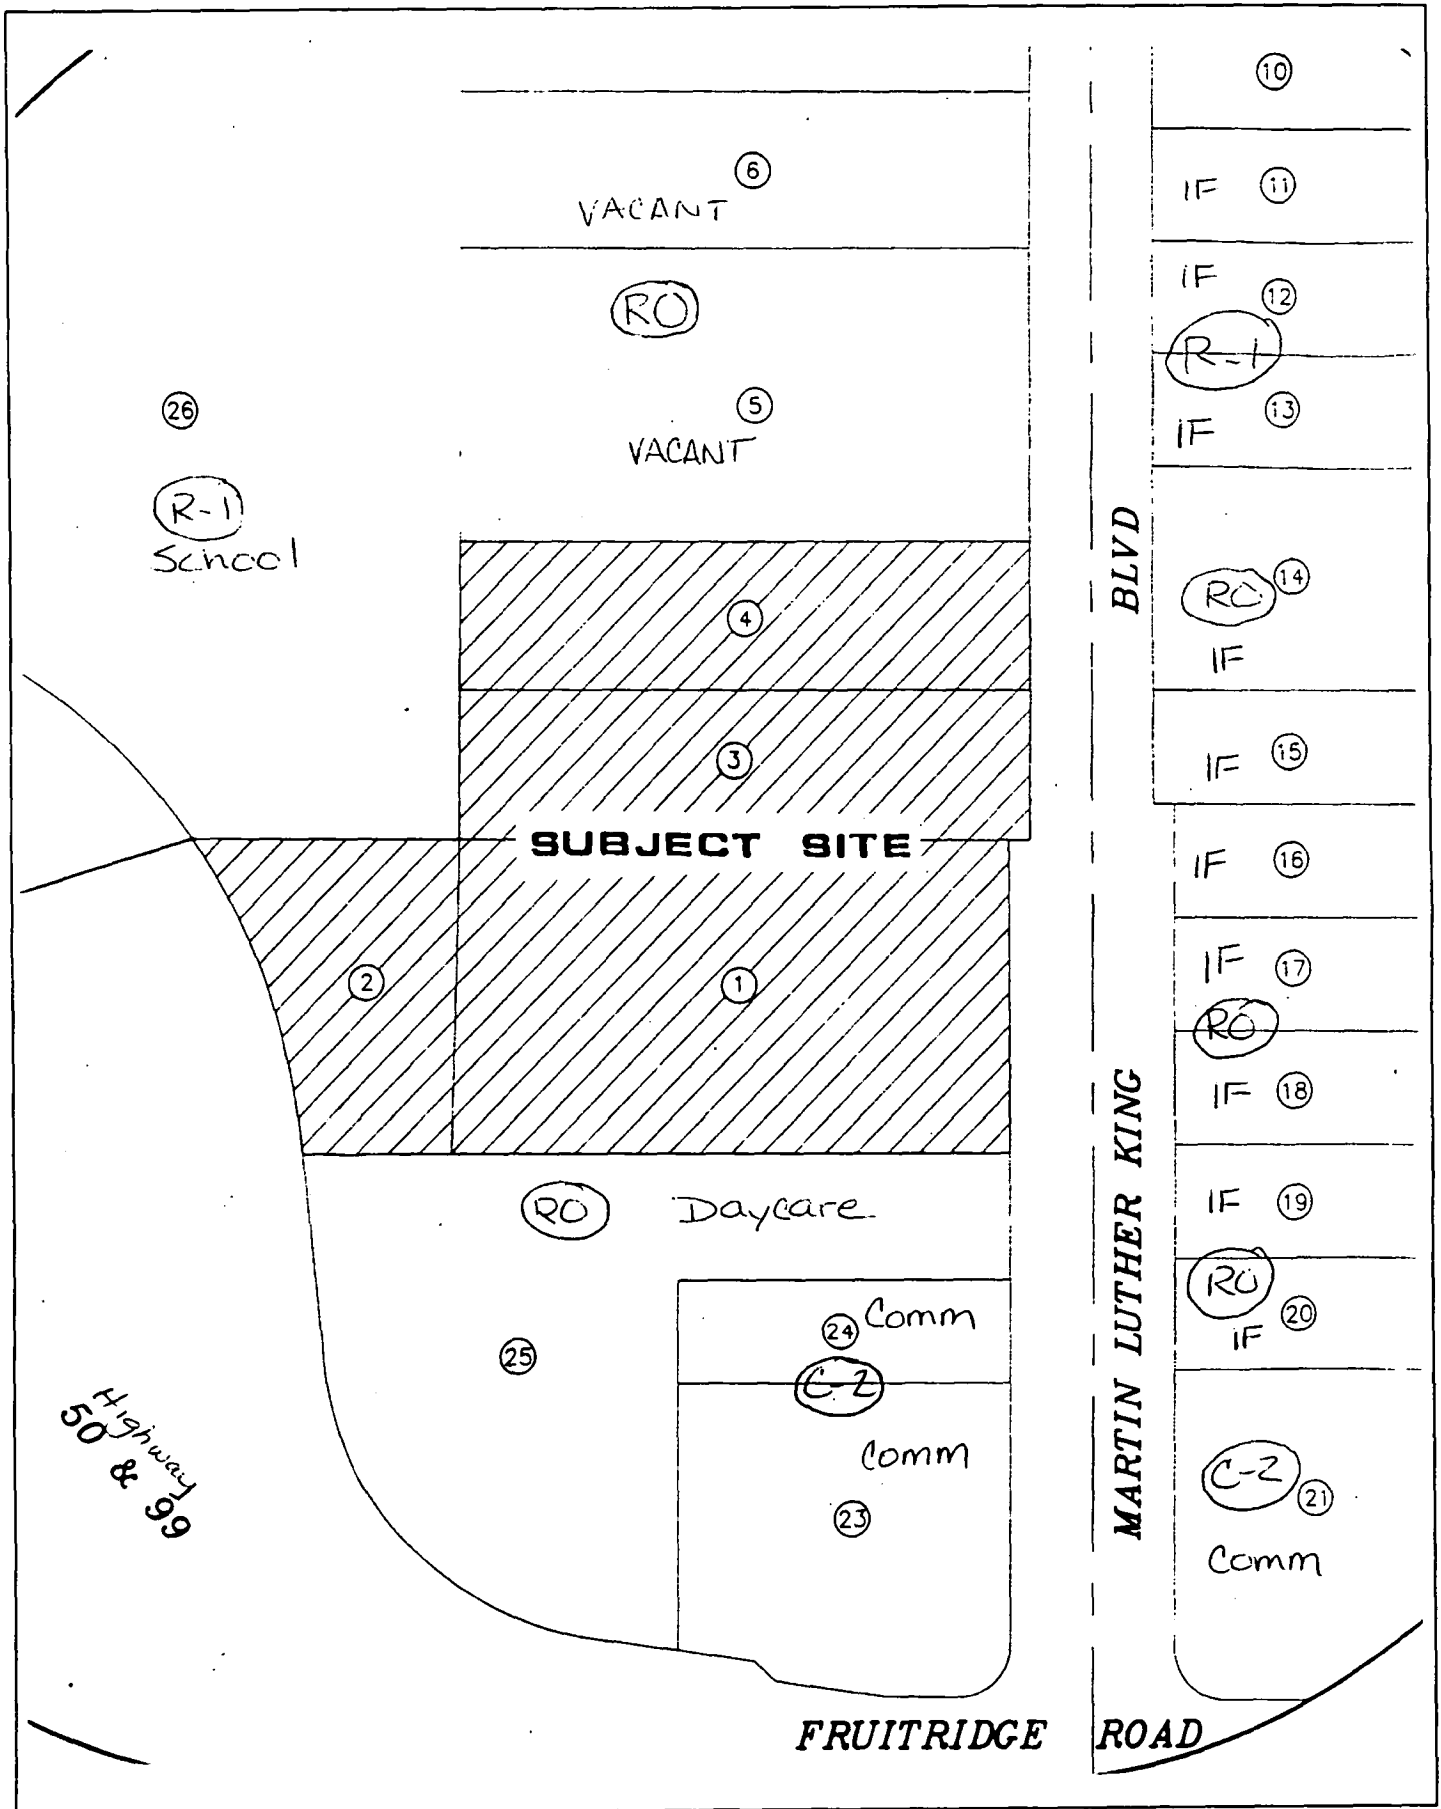 10
6
VACANT
IF 11
IF
12
RO
R-1
26
5
13
VACANT
IF
R-1
School
BLVD
RO 14
4
IF
3
IF 15
SUBJECT SITE
IF 16
2
1
IF 17
RO
IF 18
MARTIN LUTHER KING
RO Daycare
IF 19
RO
24 Comm
20
IF
25
C-2
Comm
Highway
50 & 99
C-2
21
23
Comm
FRUITRIDGE ROAD